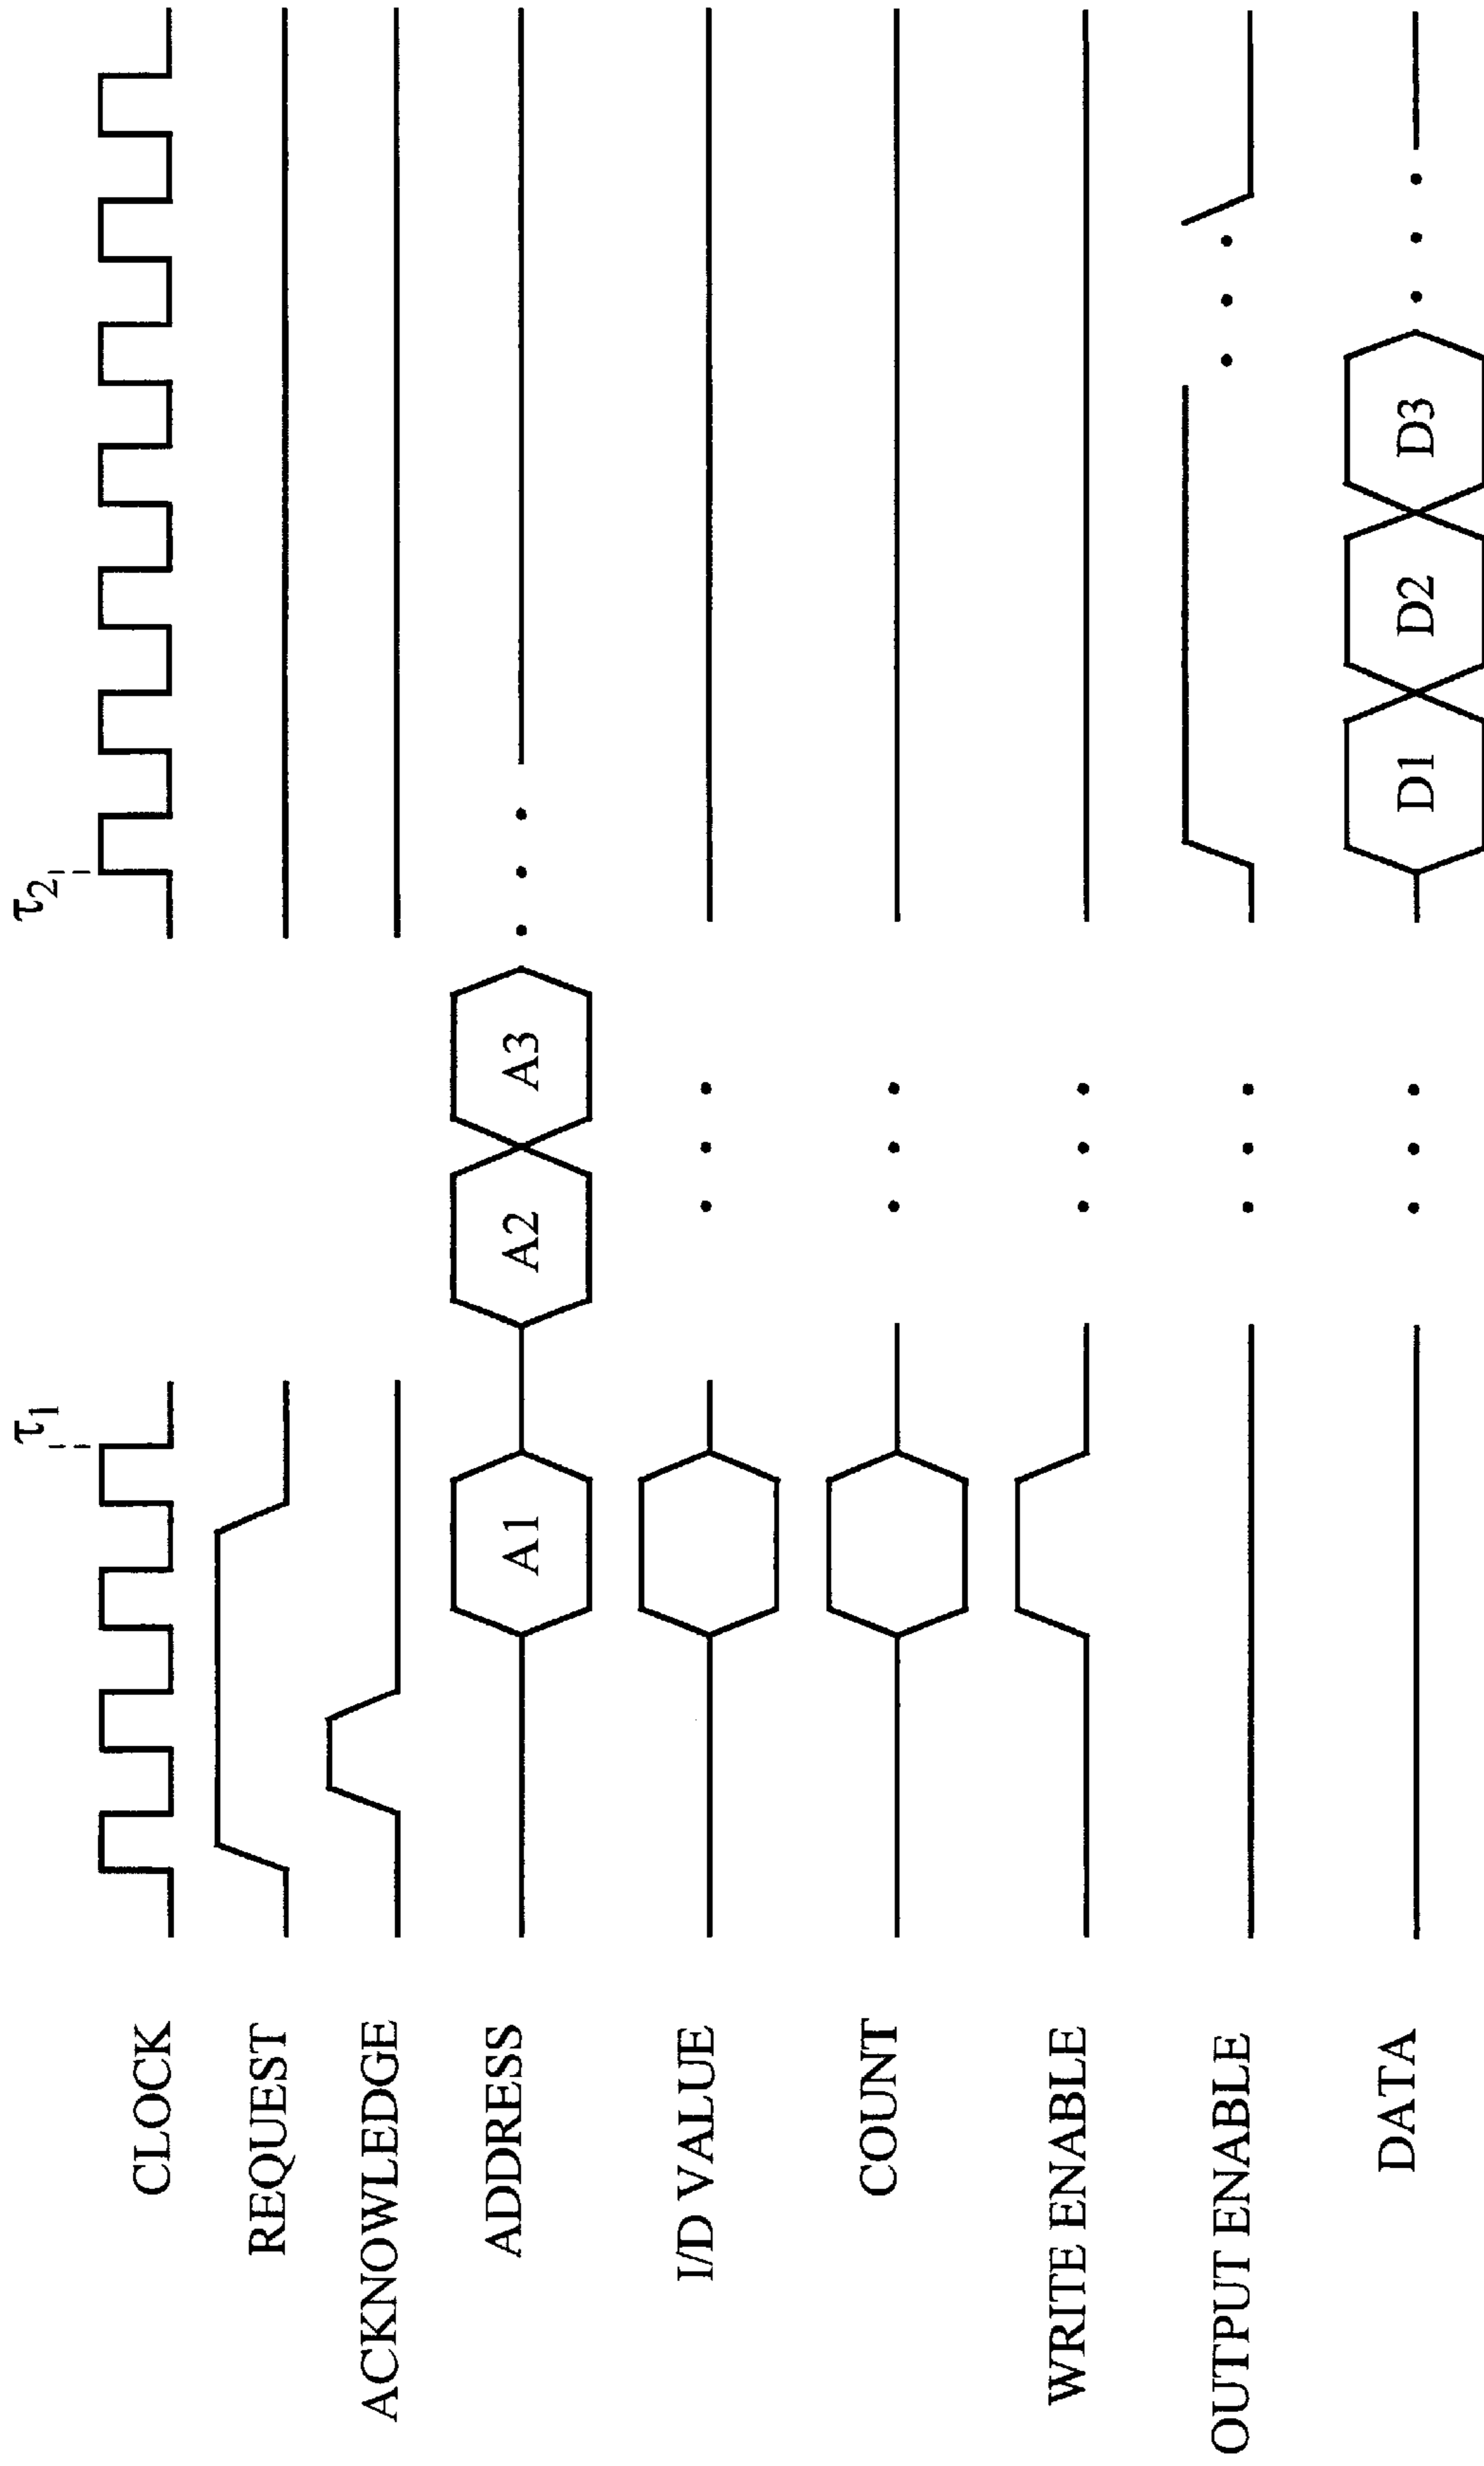 τ1 τ2
CLOCK
REQUEST
ACKNOWLEDGE
ADDRESS A1 A2 A3
I/D VALUE
COUNT
WRITE ENABLE
OUTPUT ENABLE
DATA D1 D2 D3